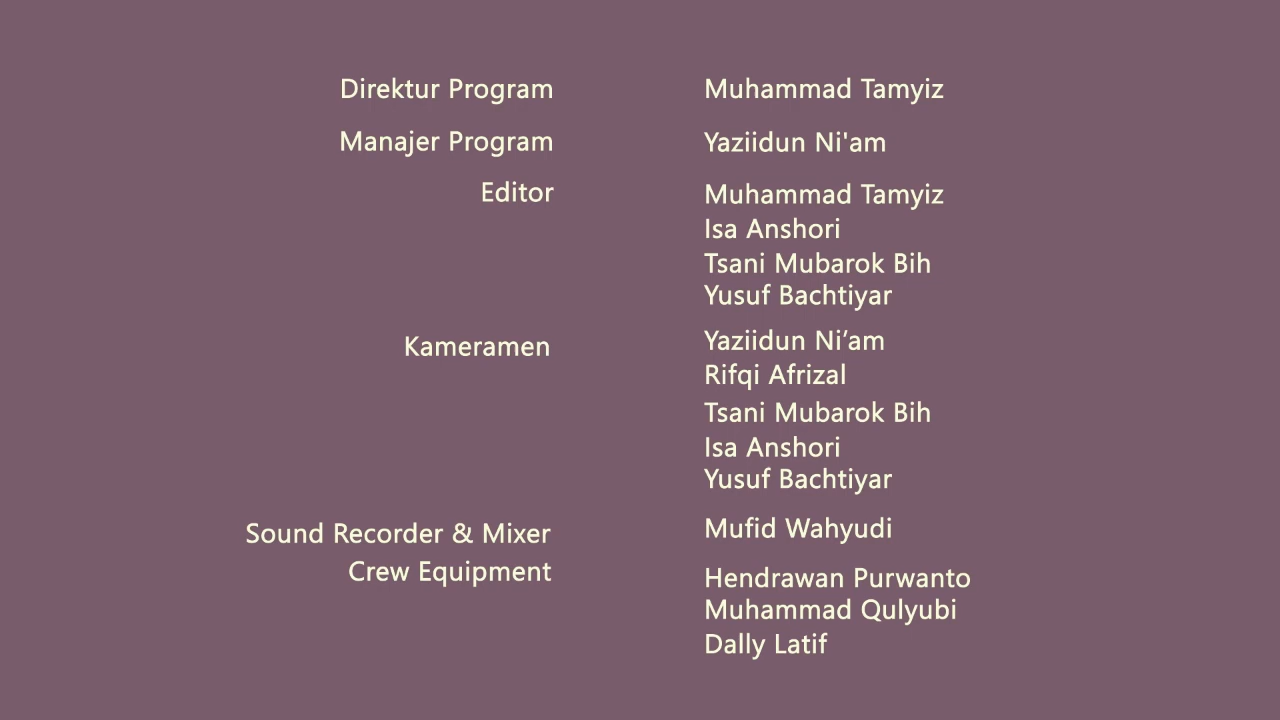 Direktur Program Muhammad Tamyiz
Manajer Program Yaziidun Ni'am
Editor Muhammad Tamyiz
Isa Anshori
Tsani Mubarok Bih
Yusuf Bachtiyar
Kameramen Yaziidun Ni’am
Rifqi Afrizal
Tsani Mubarok Bih
Isa Anshori
Yusuf Bachtiyar
Sound Recorder & Mixer Mufid Wahyudi
Crew Equipment Hendrawan Purwanto
Muhammad Qulyubi
Dally Latif